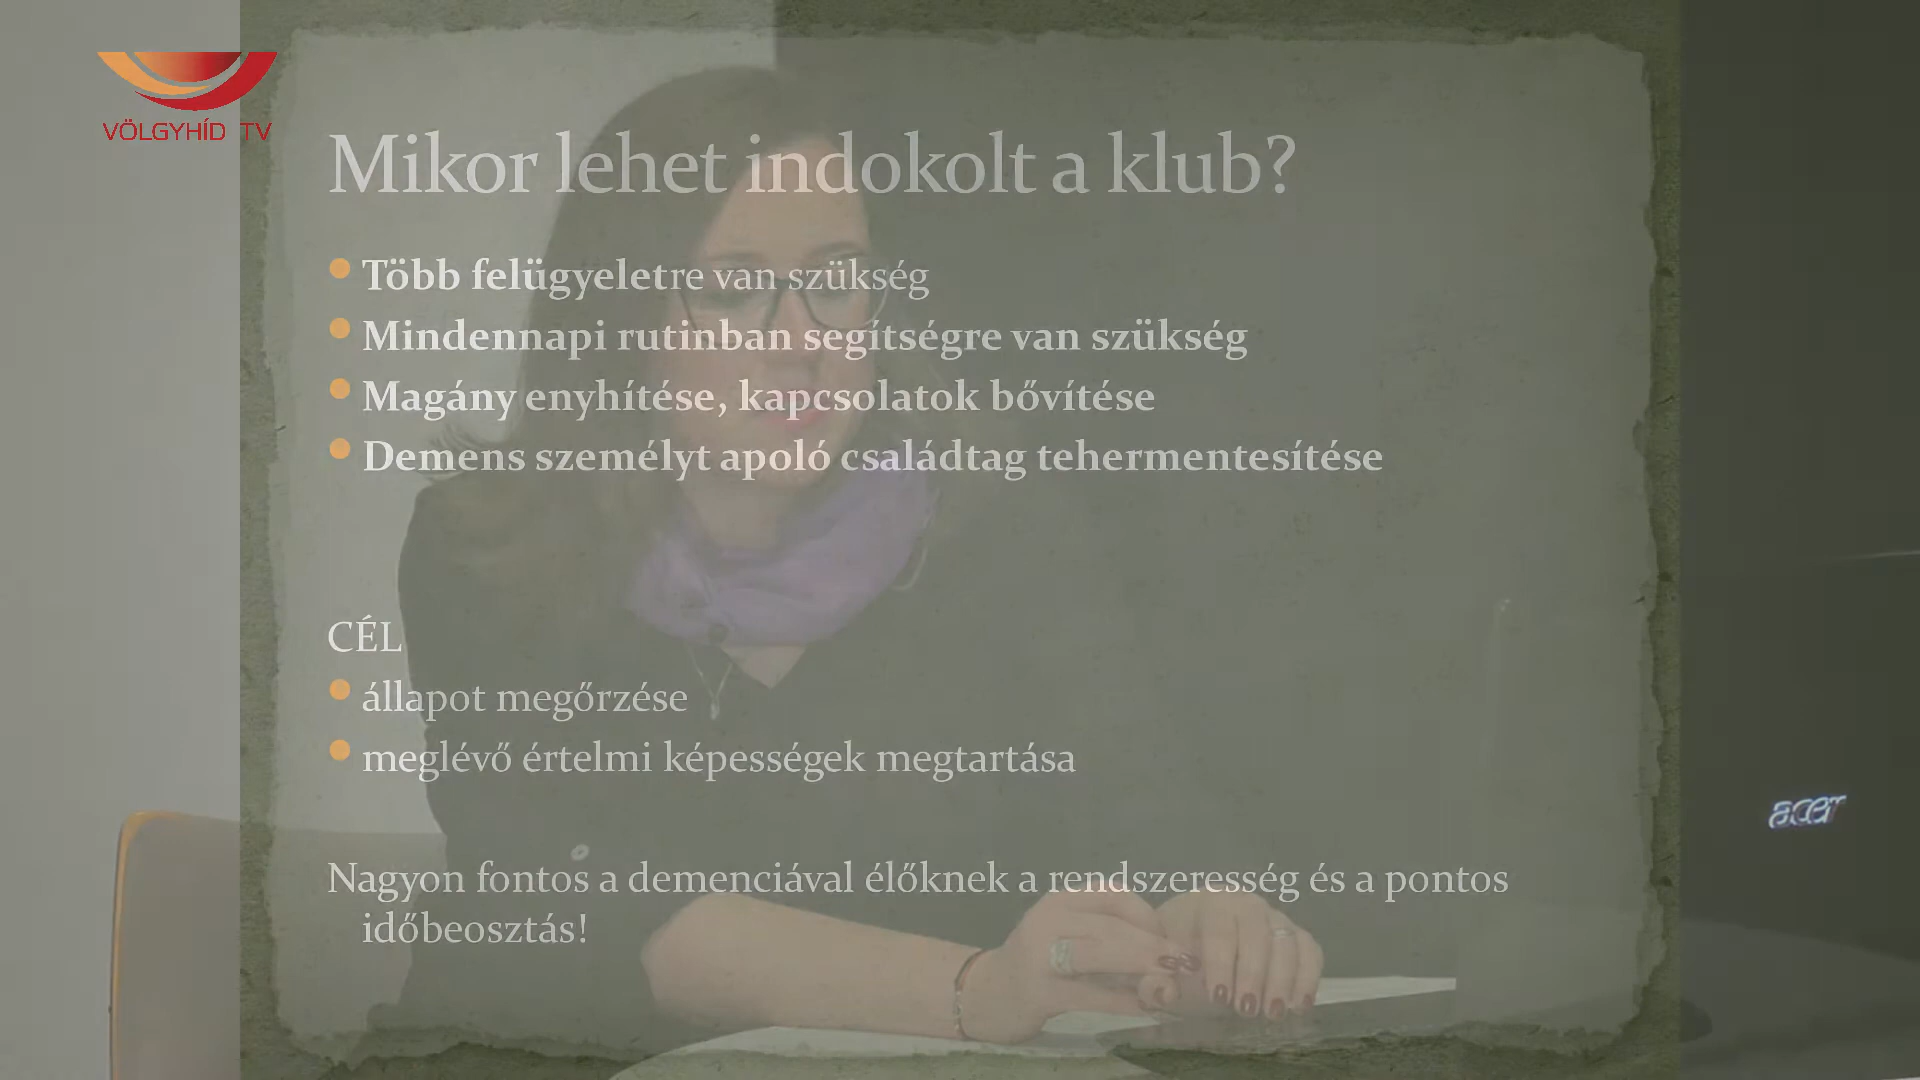 VÖLGYHÍD TV
Mikor lehet indokolt a klub?
Több felügyeletre van szükség
Mindennapi rutinban segítségre van szükség
Magány enyhítése, kapcsolatok bővítése
Demens személyt apoló családtag tehermentesítése
CÉL
állapot megőrzése
meglévő értelmi képességek megtartása
acer
Nagyon fontos a demenciával élőknek a rendszeresség és a pontos
időbeosztás!